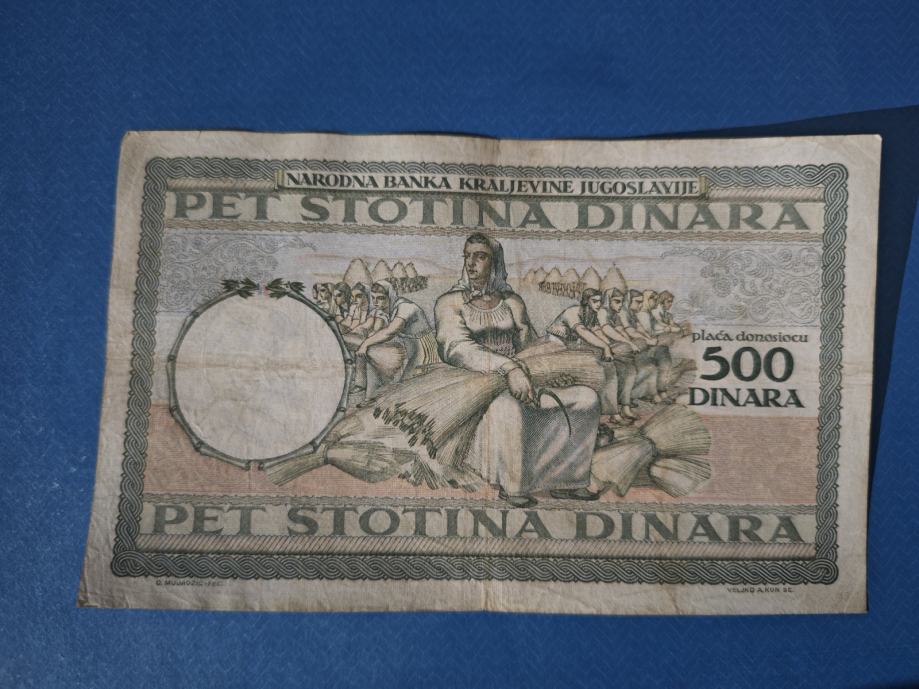 NARODNA BANKA KRALJEVINE JUGOSLAVIJE
PET STOTINA DINARA
plaća donosiocu
500
DINARA
PET STOTINA DINARA
VELJKO A. KUN SC.